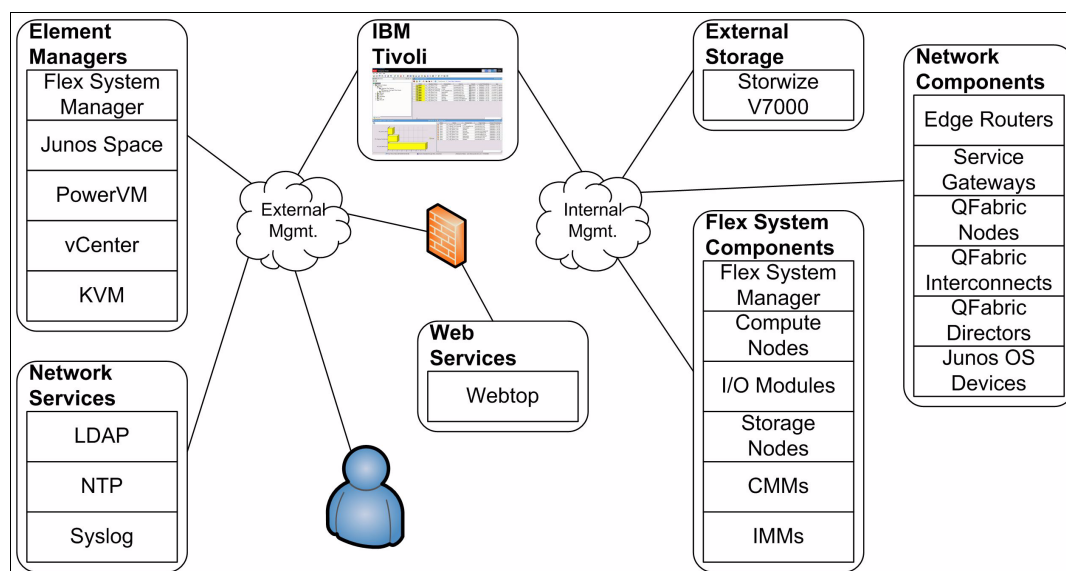 Element
Managers
Flex System
Manager
Junos Space
PowerVM
vCenter
KVM
Network
Services
LDAP
NTP
Syslog
IBM
Tivoli
External
Mgmt.
Web
Services
Webtop
Internal
Mgmt.
External
Storage
Storwize
V7000
Flex System
Components
Flex System
Manager
Compute
Nodes
I/O Modules
Storage
Nodes
CMMs
IMMs
Network
Components
Edge Routers
Service
Gateways
QFabric
Nodes
QFabric
Interconnects
QFabric
Directors
Junos OS
Devices